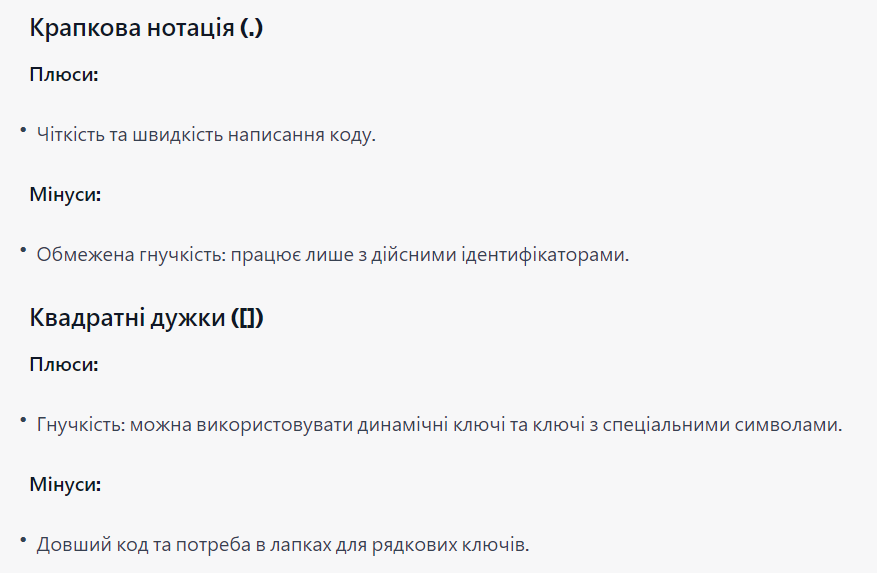 Крапкова нотація (.)
Плюси:
• Чіткість та швидкість написання коду.
Мінуси:
• Обмежена гнучкість: працює лише з дійсними ідентифікаторами.
Квадратні дужки ([])
Плюси:
• Гнучкість: можна використовувати динамічні ключі та ключі з спеціальними символами.
Мінуси:
• Довший код та потреба в лапках для рядкових ключів.